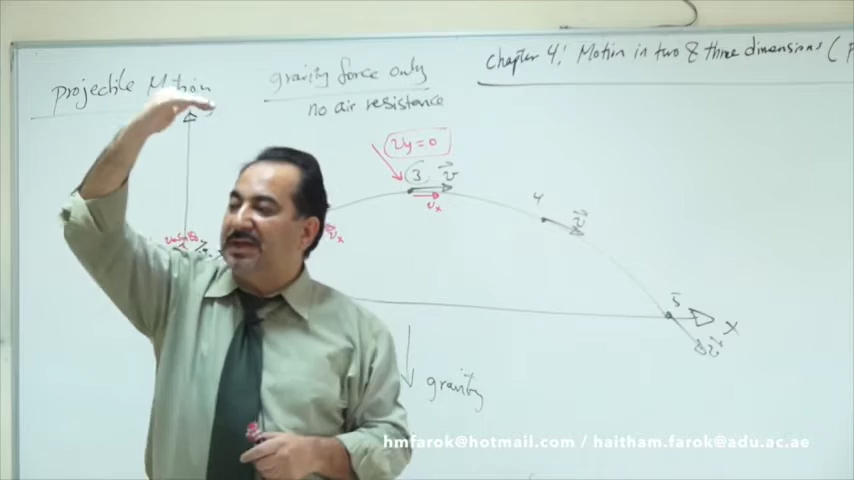 Chapter 4: Motion in two & three dimensions (
Projectile Motion
gravity force only
no air resistance
vy = 0
3 v
vx
4
v
vx
5
X
v
gravity
hmfarok@hotmail.com / haitham.farok@adu.ac.ae